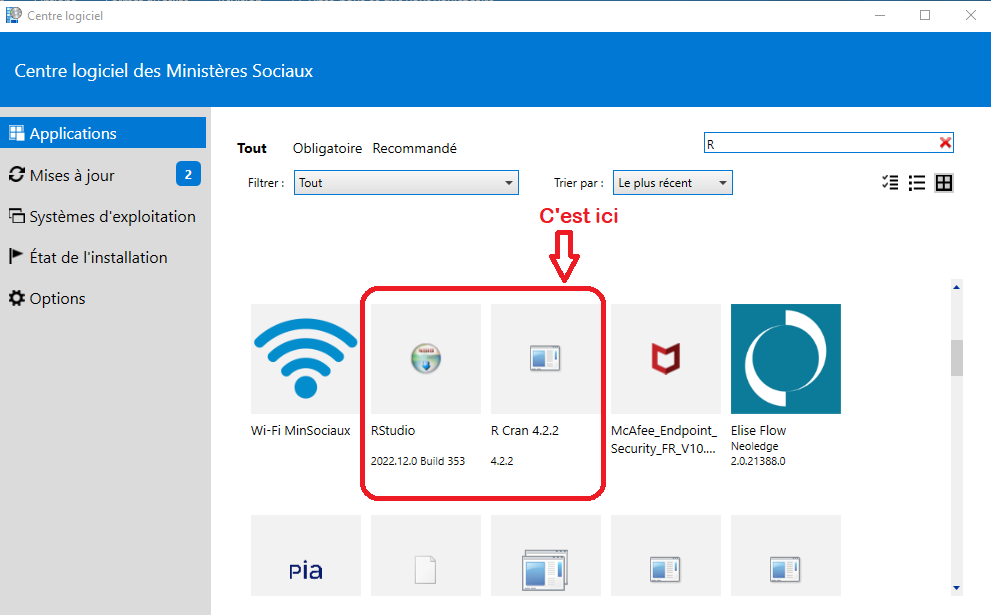 Centre logiciel
Centre logiciel des Ministères Sociaux
Applications
Mises à jour
2
Systèmes d'exploitation
État de l'installation
Options
Tout Obligatoire Recommandé
R
Filtrer : Tout Trier par : Le plus récent
C'est ici
Wi-Fi MinSociaux
RStudio
2022.12.0 Build 353
R Cran 4.2.2
4.2.2
McAfee_Endpoint_
Security_FR_V10....
Elise Flow
Neoledge
2.0.21388.0
pia